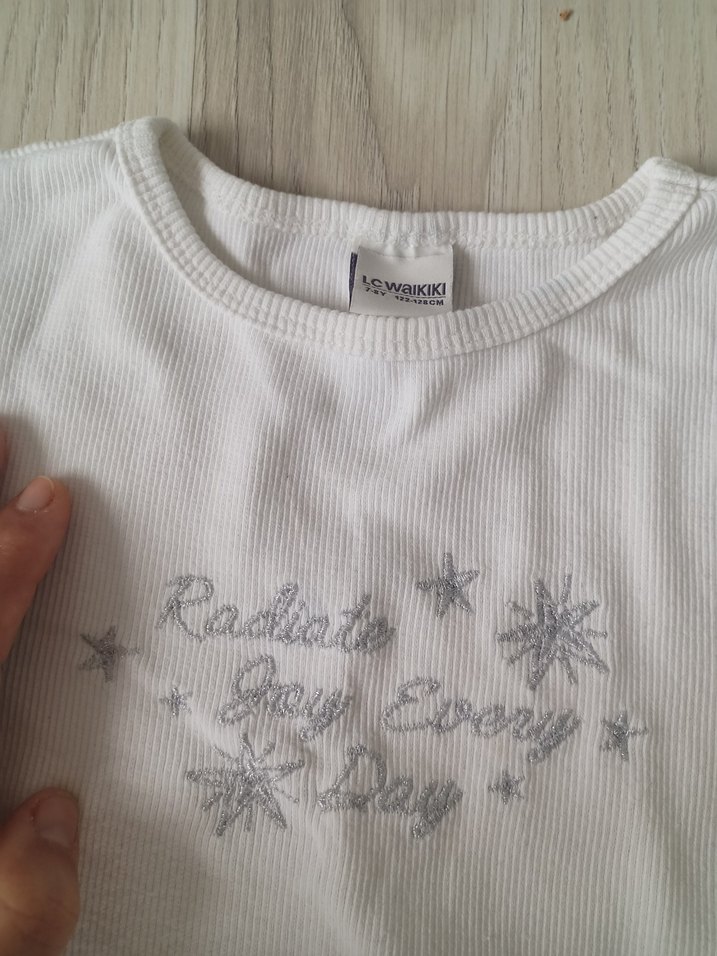 LC WAIKIKI
7-8Y 122-128CM
Radiate
Joy Every
Day